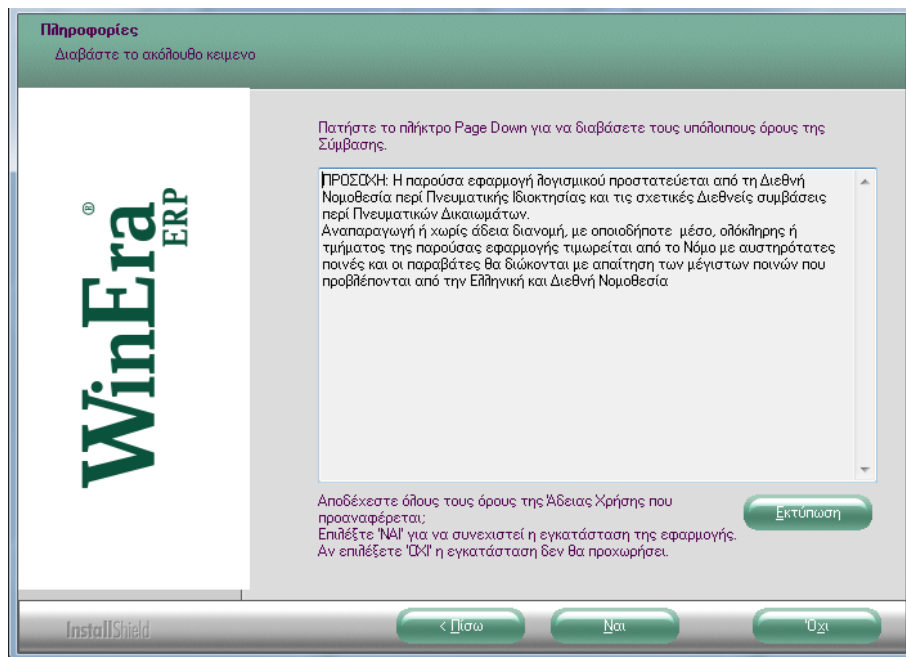 Πληροφορίες
Διαβάστε το ακόλουθο κειμενο
WinEra®
ERP
Πατήστε το πλήκτρο Page Down για να διαβάσετε τους υπόλοιπους όρους της
Σύμβασης.
ΠΡΟΣΟΧΗ: Η παρούσα εφαρμογή λογισμικού προστατεύεται από τη Διεθνή
Νομοθεσία περί Πνευματικής Ιδιοκτησίας και τις σχετικές Διεθνείς συμβάσεις
περί Πνευματικών Δικαιωμάτων.
Αναπαραγωγή ή χωρίς άδεια διανομή, με οποιοδήποτε μέσο, ολόκληρης ή
τμήματος της παρούσας εφαρμογής τιμωρείται από το Νόμο με αυστηρότατες
ποινές και οι παραβάτες θα διώκονται με απαίτηση των μέγιστων ποινών που
προβλέπονται από την Ελληνική και Διεθνή Νομοθεσία
Αποδέχεστε όλους τους όρους της Άδειας Χρήσης που
προαναφέρεται;
Επιλέξτε 'ΝΑΙ' για να συνεχιστεί η εγκατάσταση της εφαρμογής.
Αν επιλέξετε 'ΌΧΙ' η εγκατάσταση δεν θα προχωρήσει.
Εκτύπωση
InstallShield
< Πίσω
Ναι
Όχι